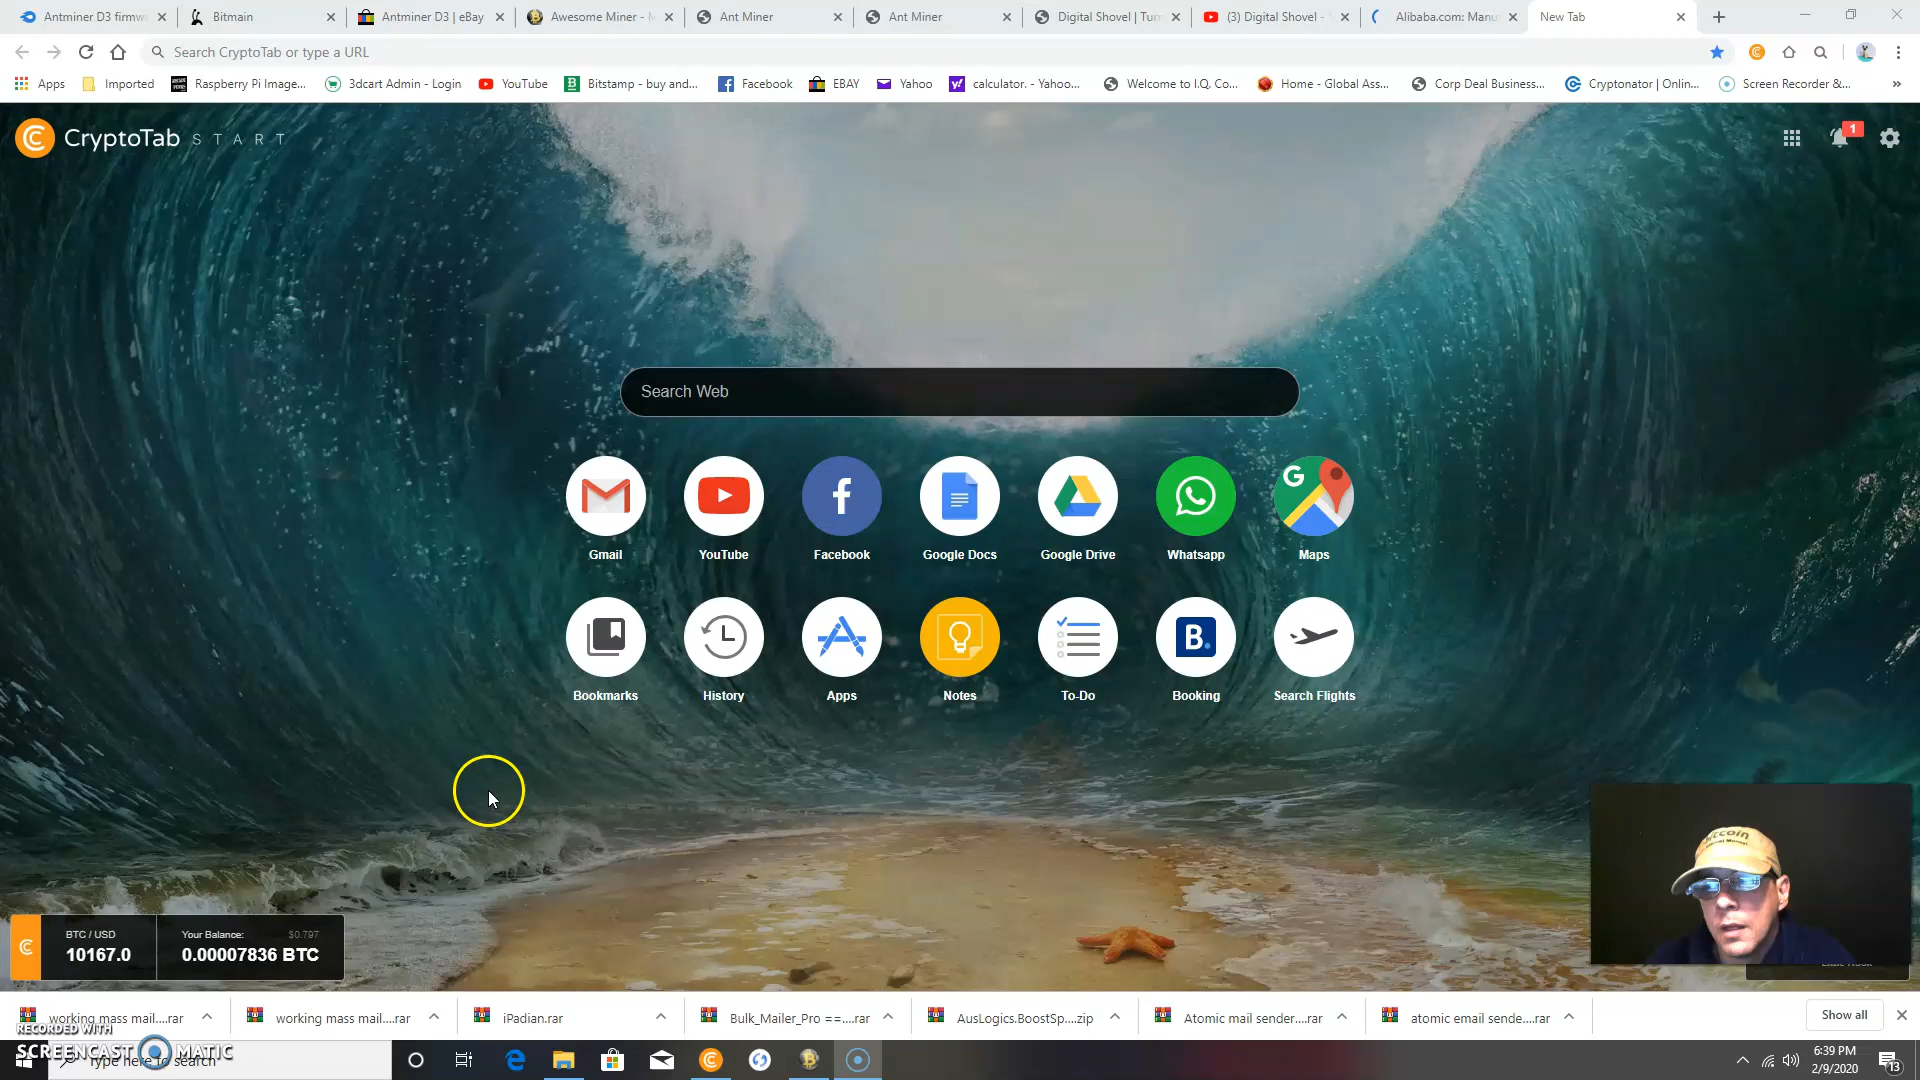 Antminer D3 firmw
Bitmain
Antminer D3 | eBay
Awesome Miner -
Ant Miner
Ant Miner
Digital Shovel | Turn
(3) Digital Shovel -
Alibaba.com: Manu
New Tab
Search CryptoTab or type a URL
Apps
Imported
Raspberry Pi Image...
3dcart Admin - Login
YouTube
Bitstamp - buy and...
Facebook
EBAY
Yahoo
calculator. - Yahoo...
Welcome to I.Q. Co...
Home - Global Ass...
Corp Deal Business...
Cryptonator | Onlin...
Screen Recorder &...
»
CryptoTab START
1
Search Web
Gmail
YouTube
Facebook
Google Docs
Google Drive
Whatsapp
Maps
Bookmarks
History
Apps
Notes
To-Do
Booking
Search Flights
bitcoin
BTC / USD
10167.0
Your Balance: $0.797
0.00007836 BTC
working mass mail....rar
working mass mail....rar
iPadian.rar
Bulk_Mailer_Pro ==....rar
AusLogics.BoostSp....zip
Atomic mail sender....rar
atomic email sende....rar
Show all
RECORDED WITH
SCREENCAST MATIC
Type here to search
6:39 PM
2/9/2020
13